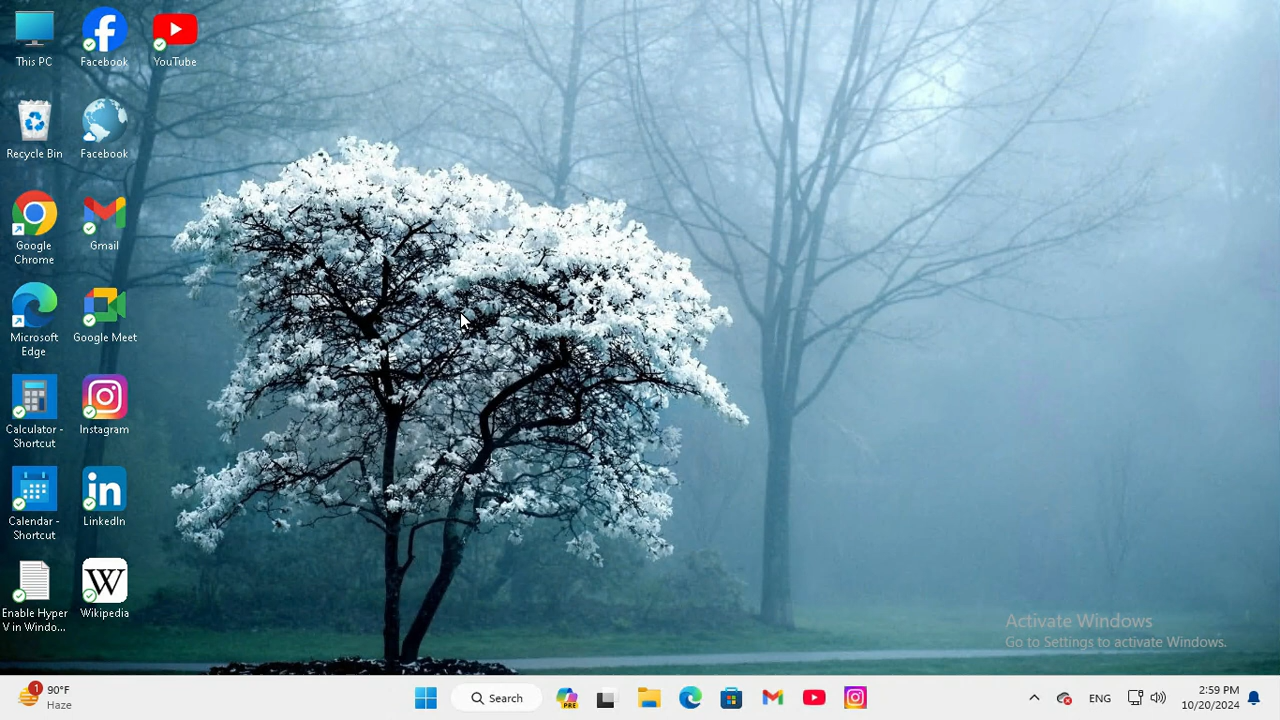 This PC
Facebook
YouTube
Recycle Bin
Facebook
Google
Chrome
Gmail
Microsoft
Edge
Google Meet
Calculator -
Shortcut
Instagram
Calendar -
Shortcut
LinkedIn
Enable Hyper
V in Windo...
W
Wikipedia
Activate Windows
Go to Settings to activate Windows.
1
90°F
Haze
Search
PRE
ENG
2:59 PM
10/20/2024